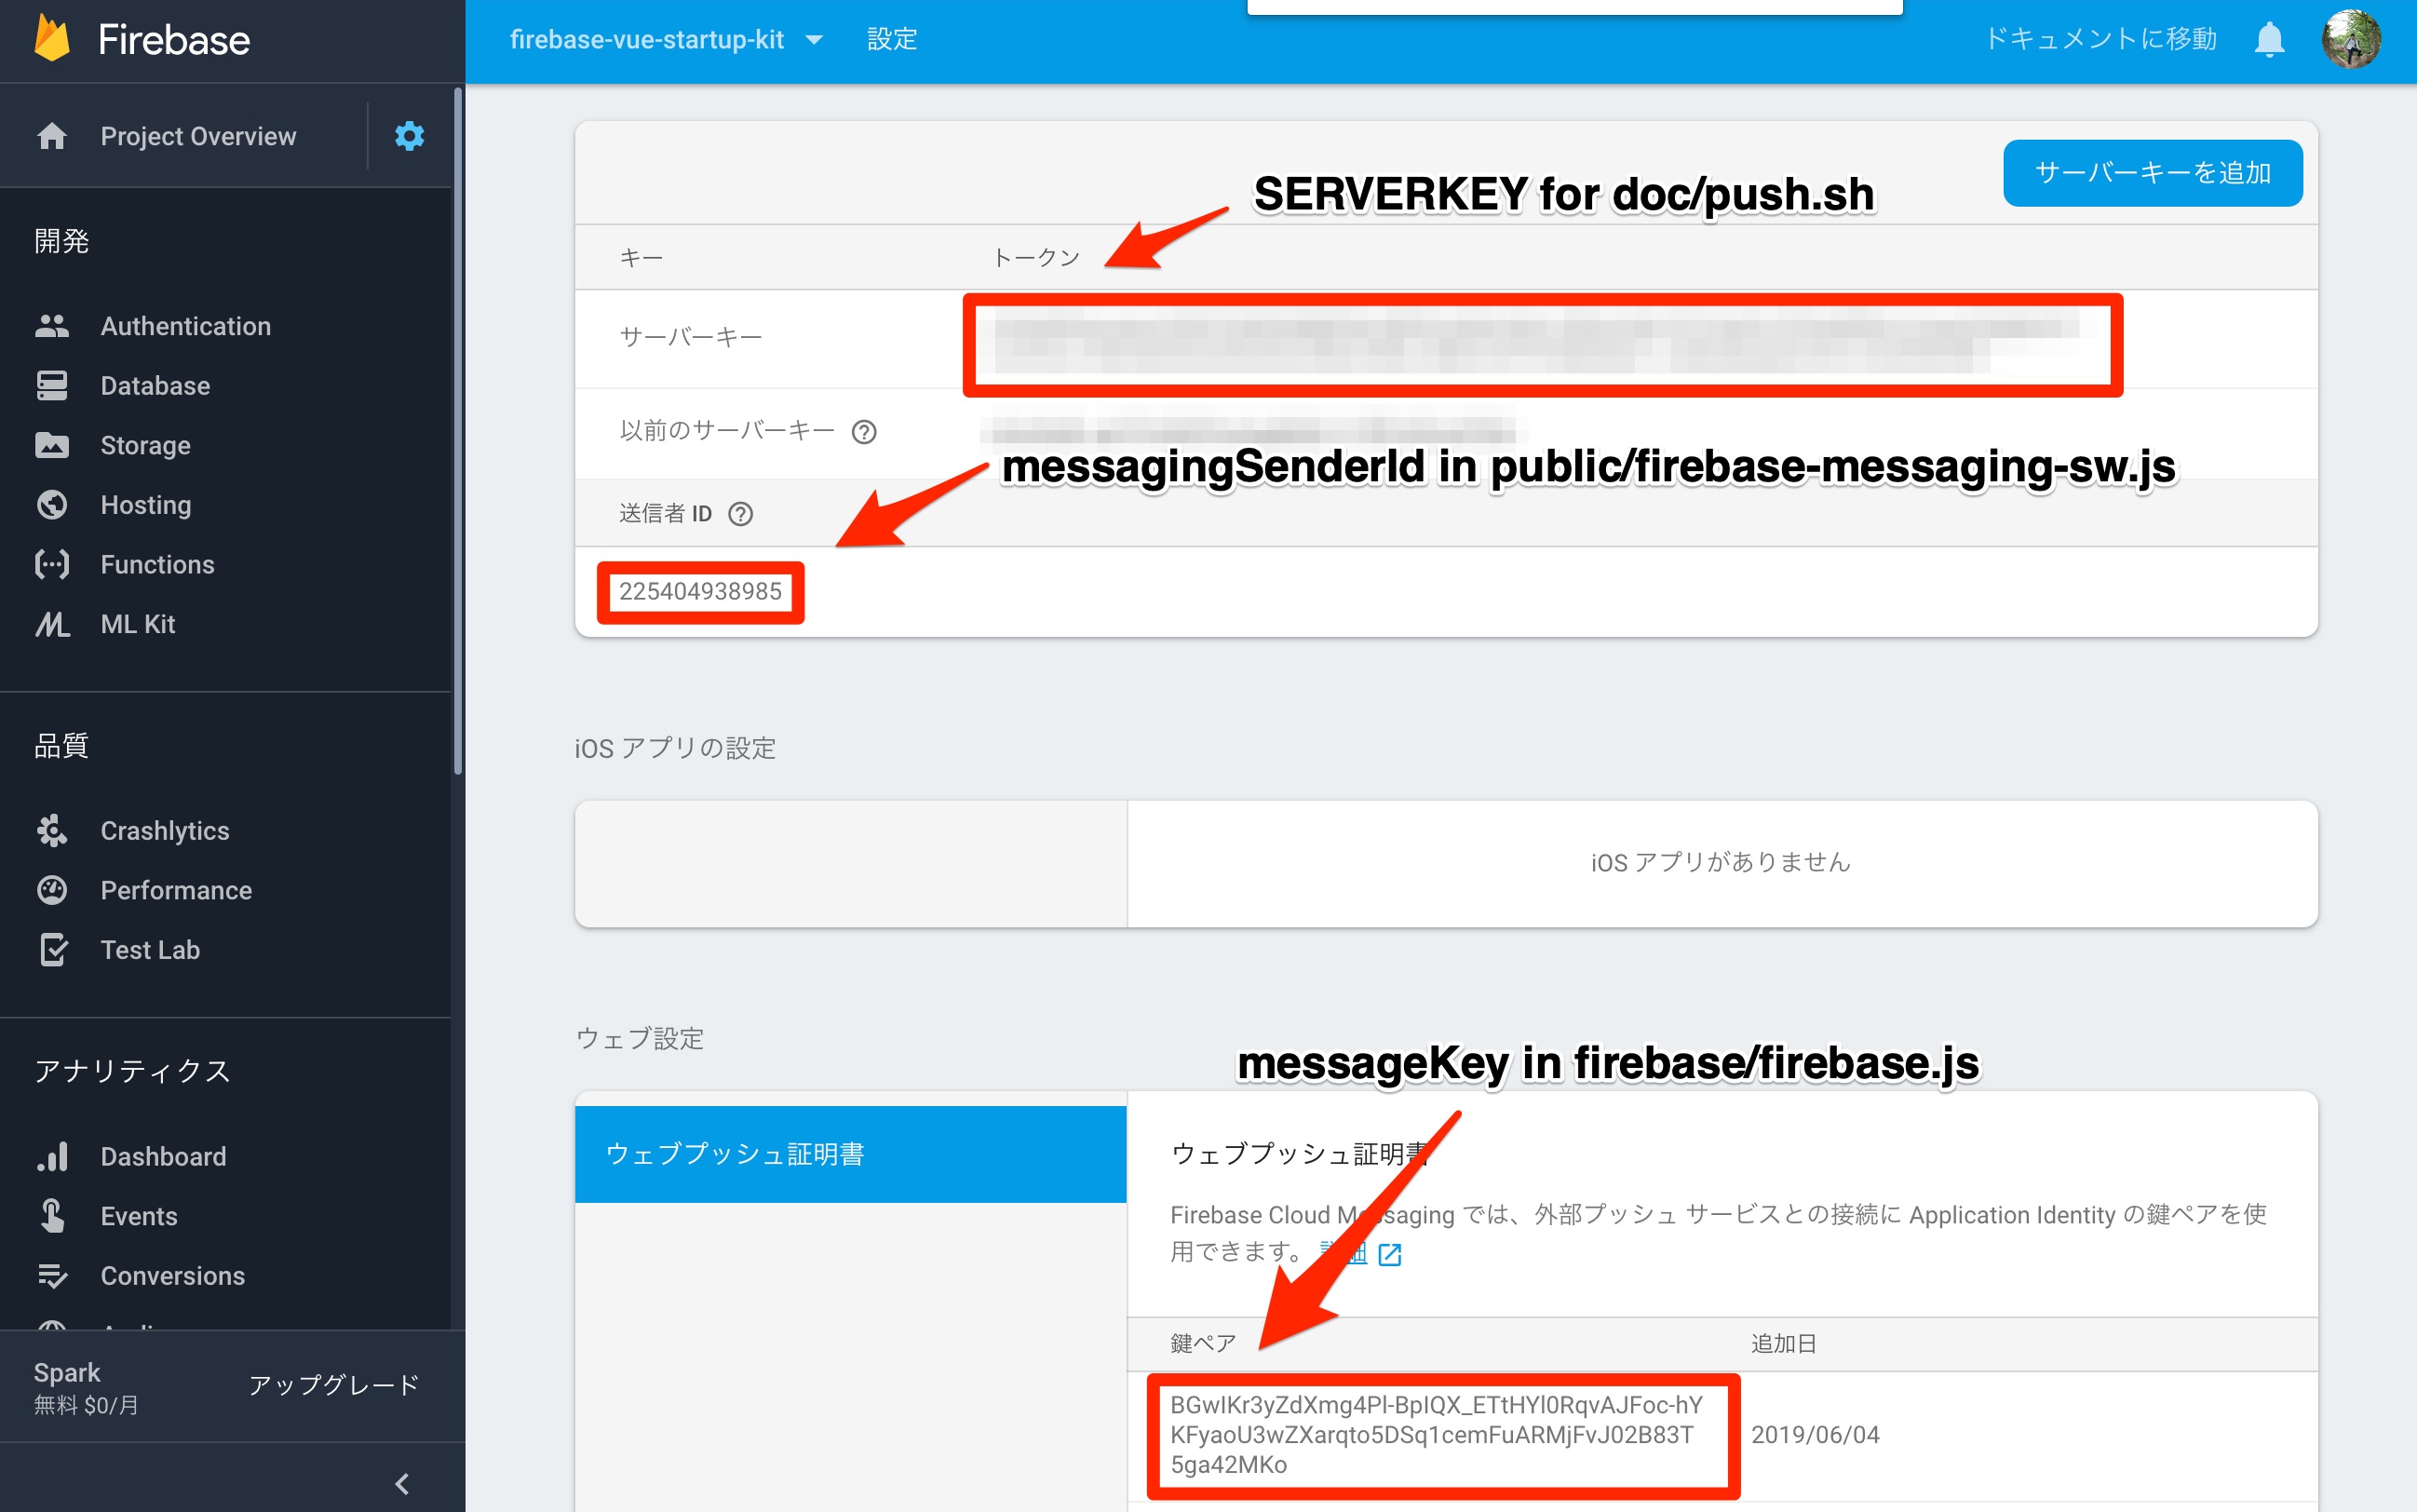 Firebase
firebase-vue-startup-kit
設定
ドキュメントに移動
Project Overview
開発
Authentication
Database
Storage
Hosting
Functions
ML Kit
品質
Crashlytics
Performance
Test Lab
アナリティクス
Dashboard
Events
Conversions
Spark
無料 $0/月
アップグレード
サーバーキーを追加
SERVERKEY for doc/push.sh
キー
トークン
サーバーキー
以前のサーバーキー
messagingSenderId in public/firebase-messaging-sw.js
送信者 ID
225404938985
iOS アプリの設定
iOS アプリがありません
ウェブ設定
messageKey in firebase/firebase.js
ウェブプッシュ証明書
ウェブプッシュ証明書
Firebase Cloud Messaging では、外部プッシュ サービスとの接続に Application Identity の鍵ペアを使
用できます。 詳細
鍵ペア
追加日
BGwIKr3yZdXmg4Pl-BpIQX_ETtHYl0RqvAJFoc-hY
KFyaoU3wZXarqto5DSq1cemFuARMjFvJ02B83T
5ga42MKo
2019/06/04